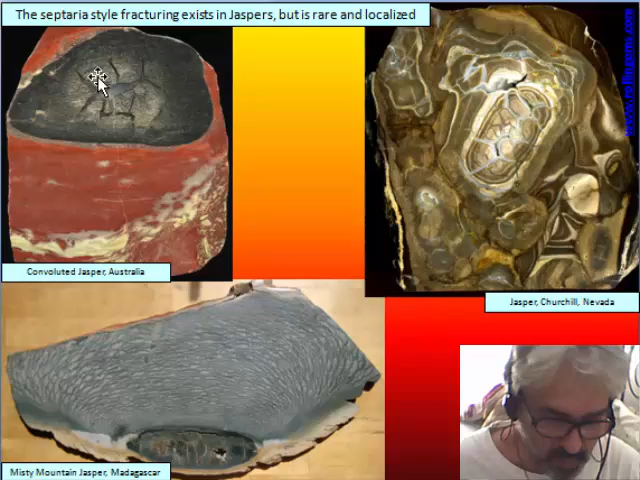 The septaria style fracturing exists in Jaspers, but is rare and localized
Convoluted Jasper, Australia
Jasper, Churchill, Nevada
Misty Mountain Jasper, Madagascar